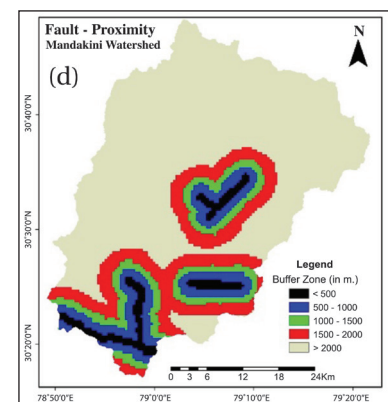 Fault - Proximity
Mandakini Watershed
(d)
N
30°40'0"N
30°30'0"N
30°20'0"N
Legend
Buffer Zone (in m.)
< 500
500 - 1000
1000 - 1500
1500 - 2000
> 2000
0 3 6 12 18 24Km
78°50'0"E 79°0'0"E 79°10'0"E 79°20'0"E